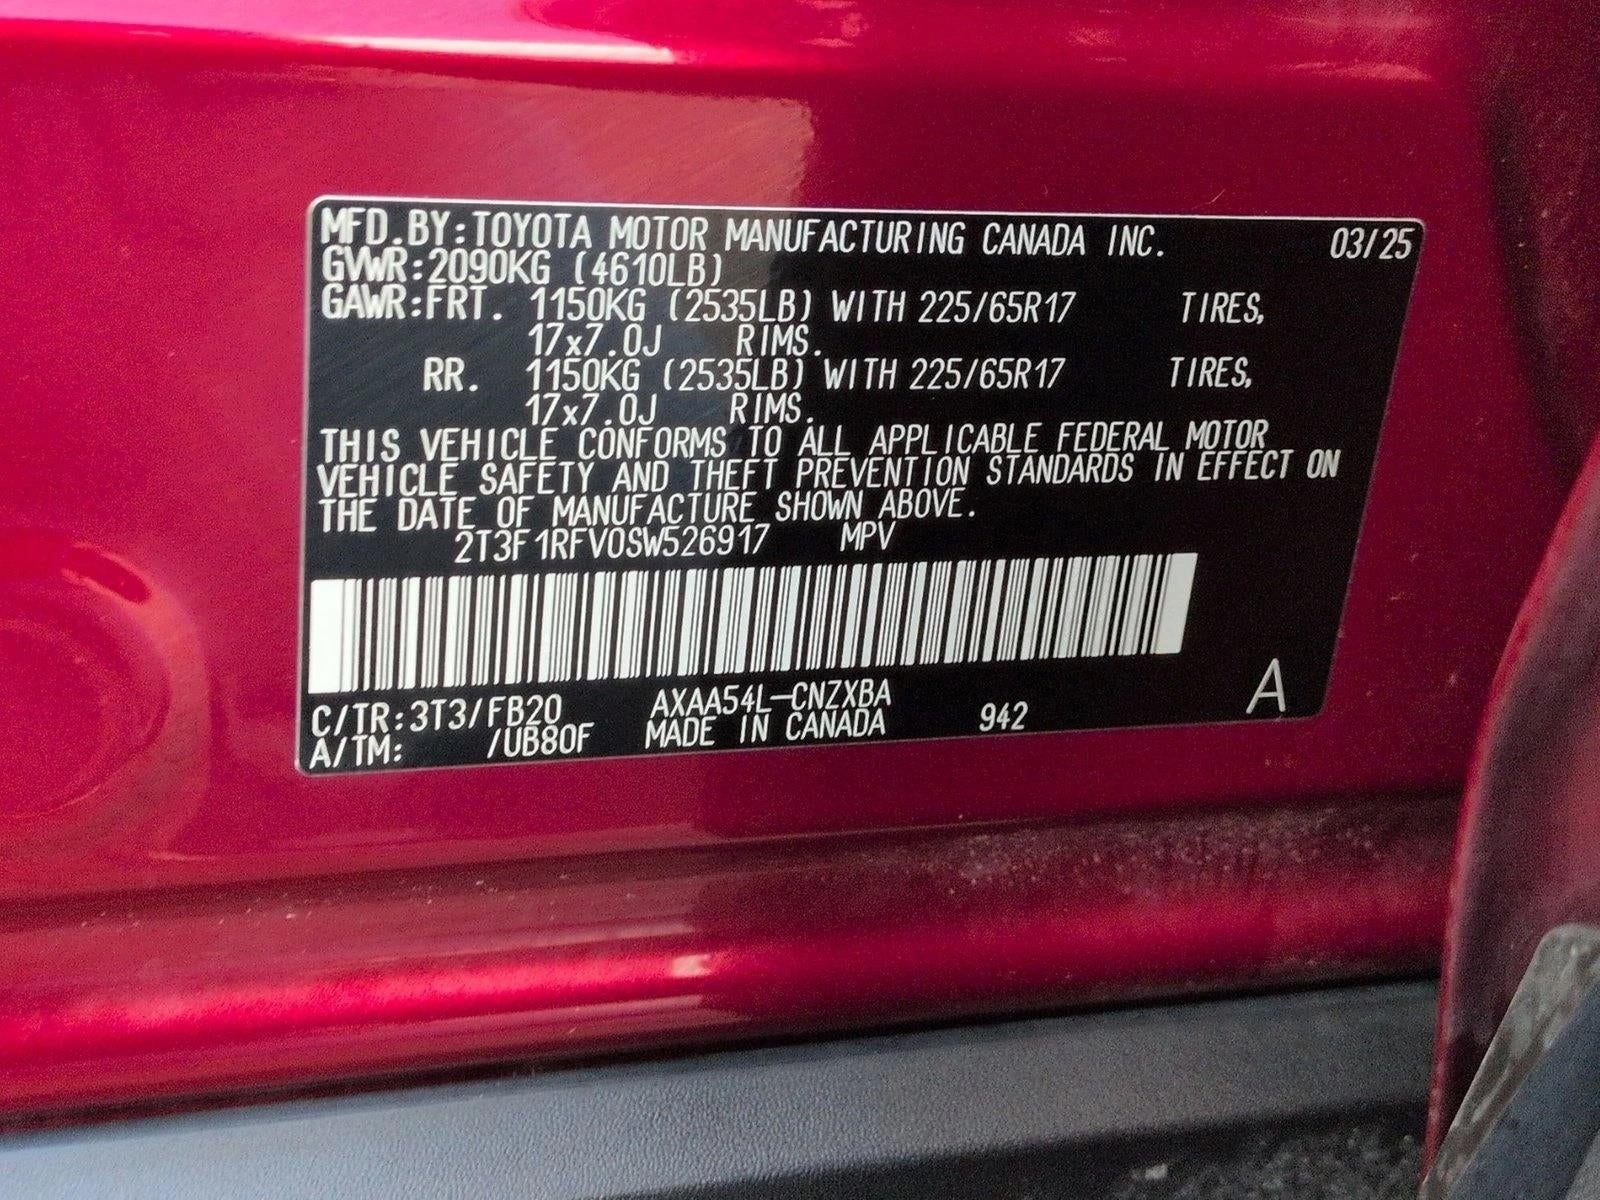 MFD.BY:TOYOTA MOTOR MANUFACTURING CANADA INC. 03/25
GVWR:2090KG (4610LB)
GAWR:FRT. 1150KG (2535LB) WITH 225/65R17 TIRES,
17x7.0J RIMS.
RR. 1150KG (2535LB) WITH 225/65R17 TIRES,
17x7.0J RIMS.
THIS VEHICLE CONFORMS TO ALL APPLICABLE FEDERAL MOTOR
VEHICLE SAFETY AND THEFT PREVENTION STANDARDS IN EFFECT ON
THE DATE OF MANUFACTURE SHOWN ABOVE.
2T3F1RFV0SW526917 MPV
C/TR:3T3/FB20 AXAA54L-CNZXBA 942 A
A/TM: /UB80F MADE IN CANADA